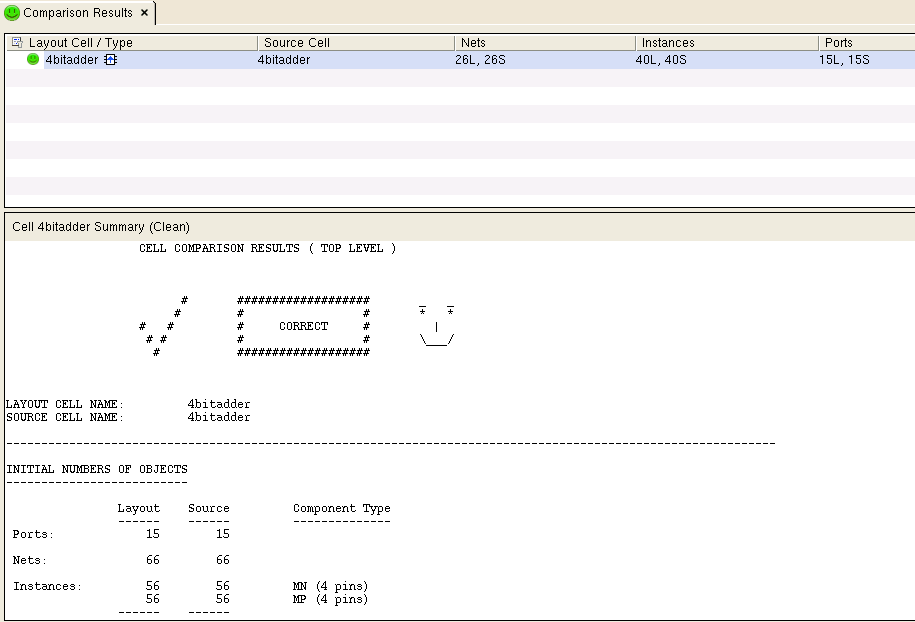 Comparison Results ×
Layout Cell / Type Source Cell Nets Instances Ports
4bitadder 4bitadder 26L, 26S 40L, 40S 15L, 15S
Cell 4bitadder Summary (Clean)
CELL COMPARISON RESULTS ( TOP LEVEL )
# ################### _ _
# # # * *
# # # CORRECT # |
# # # # \___/
# ###################
LAYOUT CELL NAME: 4bitadder
SOURCE CELL NAME: 4bitadder
--------------------------------------------------------------------------------------------------------------
INITIAL NUMBERS OF OBJECTS
--------------------------
Layout Source Component Type
------ ------ --------------
Ports: 15 15
Nets: 66 66
Instances: 56 56 MN (4 pins)
56 56 MP (4 pins)
------ ------